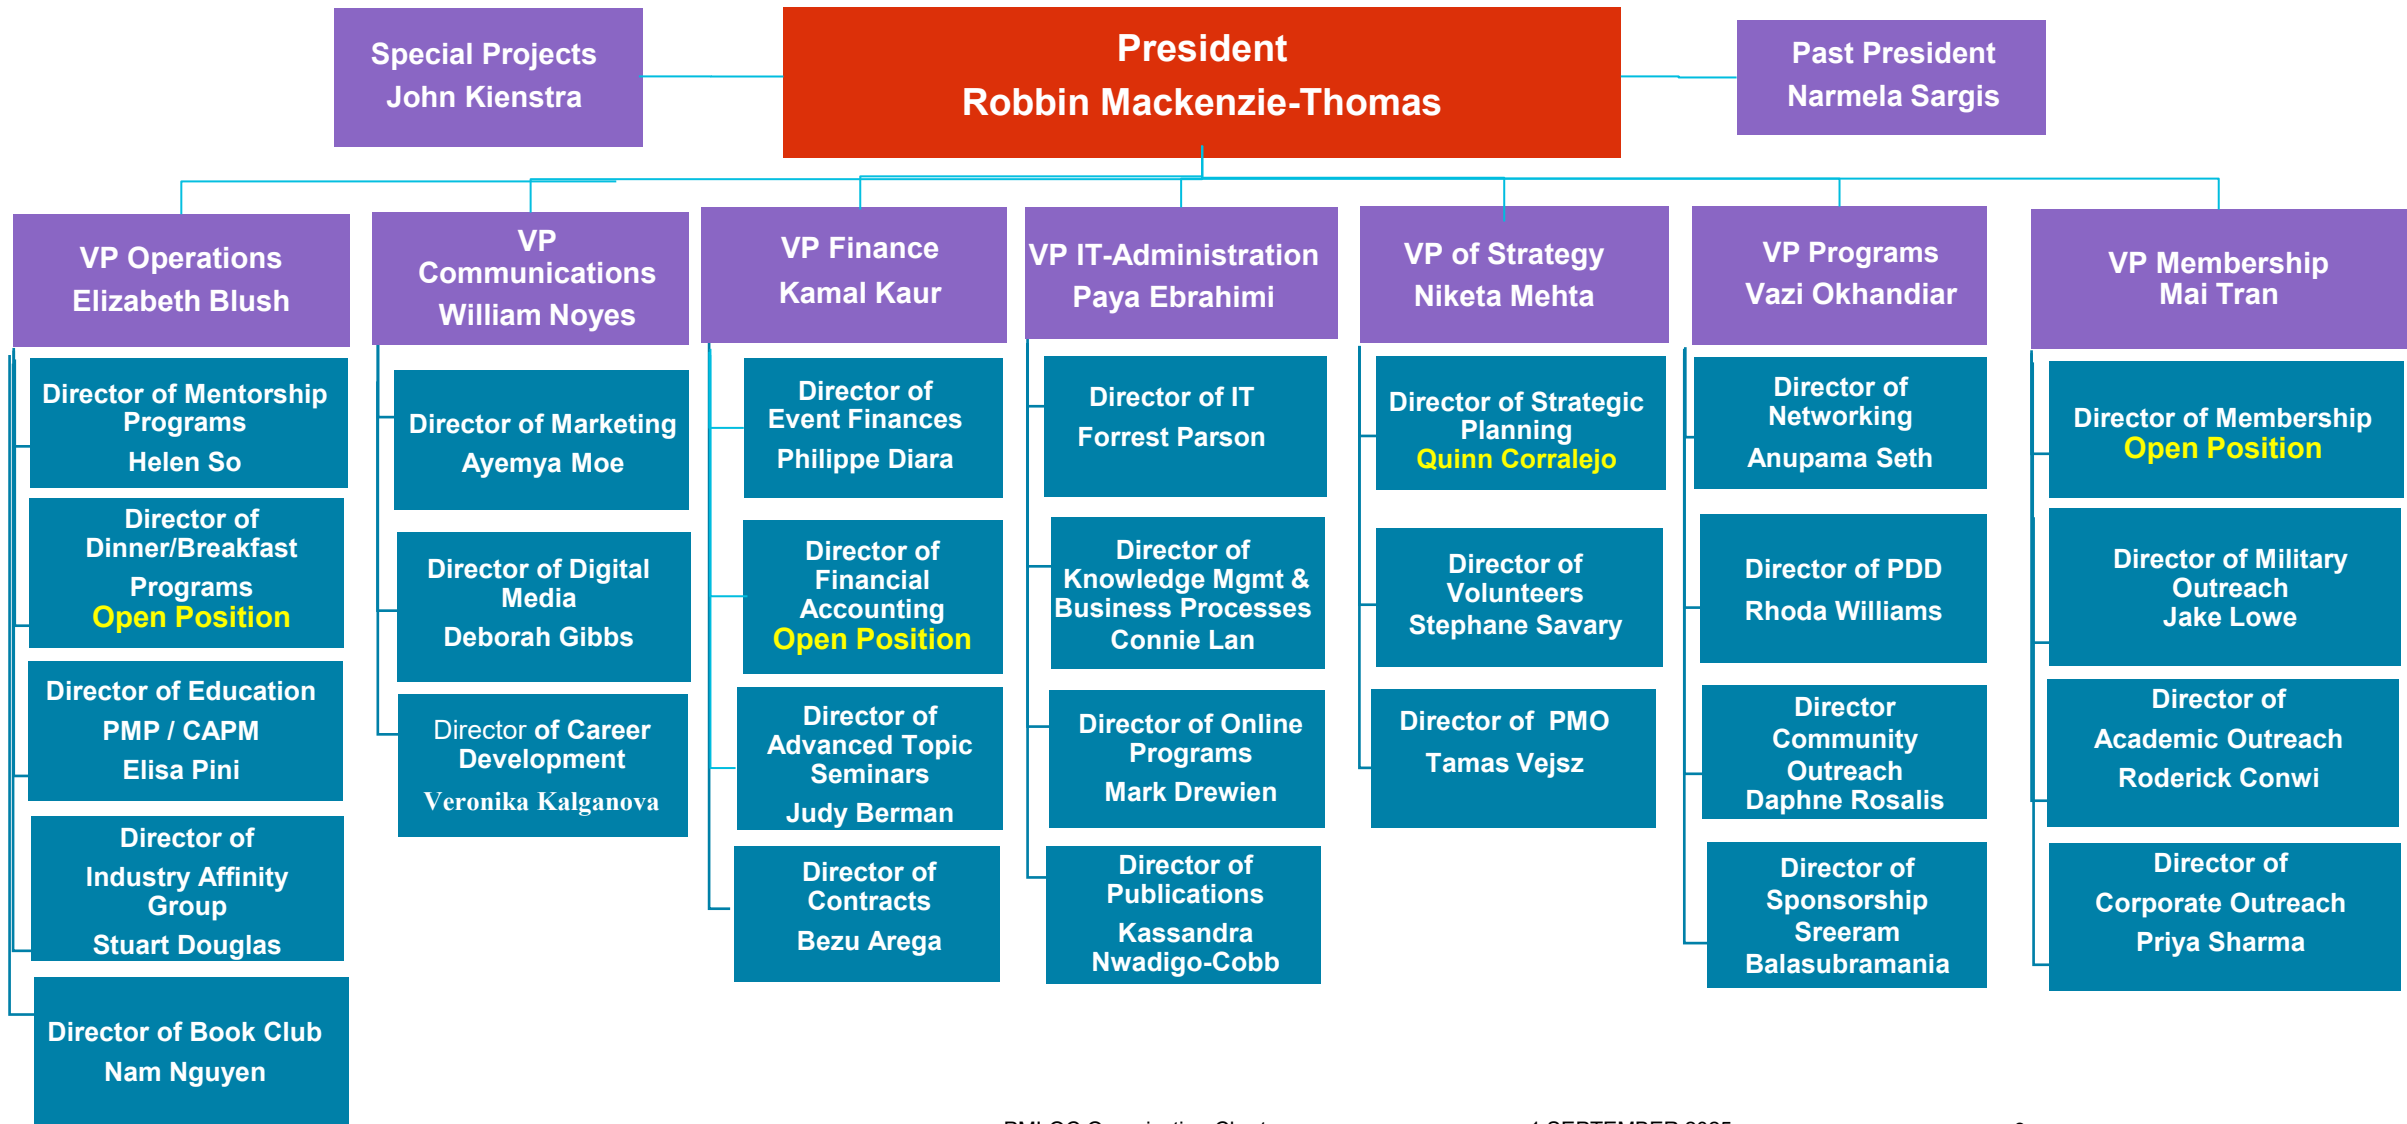 Special Projects
John Kienstra
President
Robbin Mackenzie-Thomas
Past President
Narmela Sargis
VP Operations
Elizabeth Blush
VP
Communications
William Noyes
VP Finance
Kamal Kaur
VP IT-Administration
Paya Ebrahimi
VP of Strategy
Niketa Mehta
VP Programs
Vazi Okhandiar
VP Membership
Mai Tran
Director of Mentorship
Programs
Helen So
Director of
Dinner/Breakfast
Programs
Open Position
Director of Education
PMP / CAPM
Elisa Pini
Director of
Industry Affinity
Group
Stuart Douglas
Director of Book Club
Nam Nguyen
Director of Marketing
Ayemya Moe
Director of Digital
Media
Deborah Gibbs
Director of Career
Development
Veronika Kalganova
Director of
Event Finances
Philippe Diara
Director of
Financial
Accounting
Open Position
Director of
Advanced Topic
Seminars
Judy Berman
Director of
Contracts
Bezu Arega
Director of IT
Forrest Parson
Director of
Knowledge Mgmt &
Business Processes
Connie Lan
Director of Online
Programs
Mark Drewien
Director of
Publications
Kassandra
Nwadigo-Cobb
Director of Strategic
Planning
Quinn Corralejo
Director of
Volunteers
Stephane Savary
Director of PMO
Tamas Vejsz
Director of
Networking
Anupama Seth
Director of PDD
Rhoda Williams
Director
Community
Outreach
Daphne Rosalis
Director of
Sponsorship
Sreeram
Balasubramania
Director of Membership
Open Position
Director of Military
Outreach
Jake Lowe
Director of
Academic Outreach
Roderick Conwi
Director of
Corporate Outreach
Priya Sharma
SEPTEMBER 2025